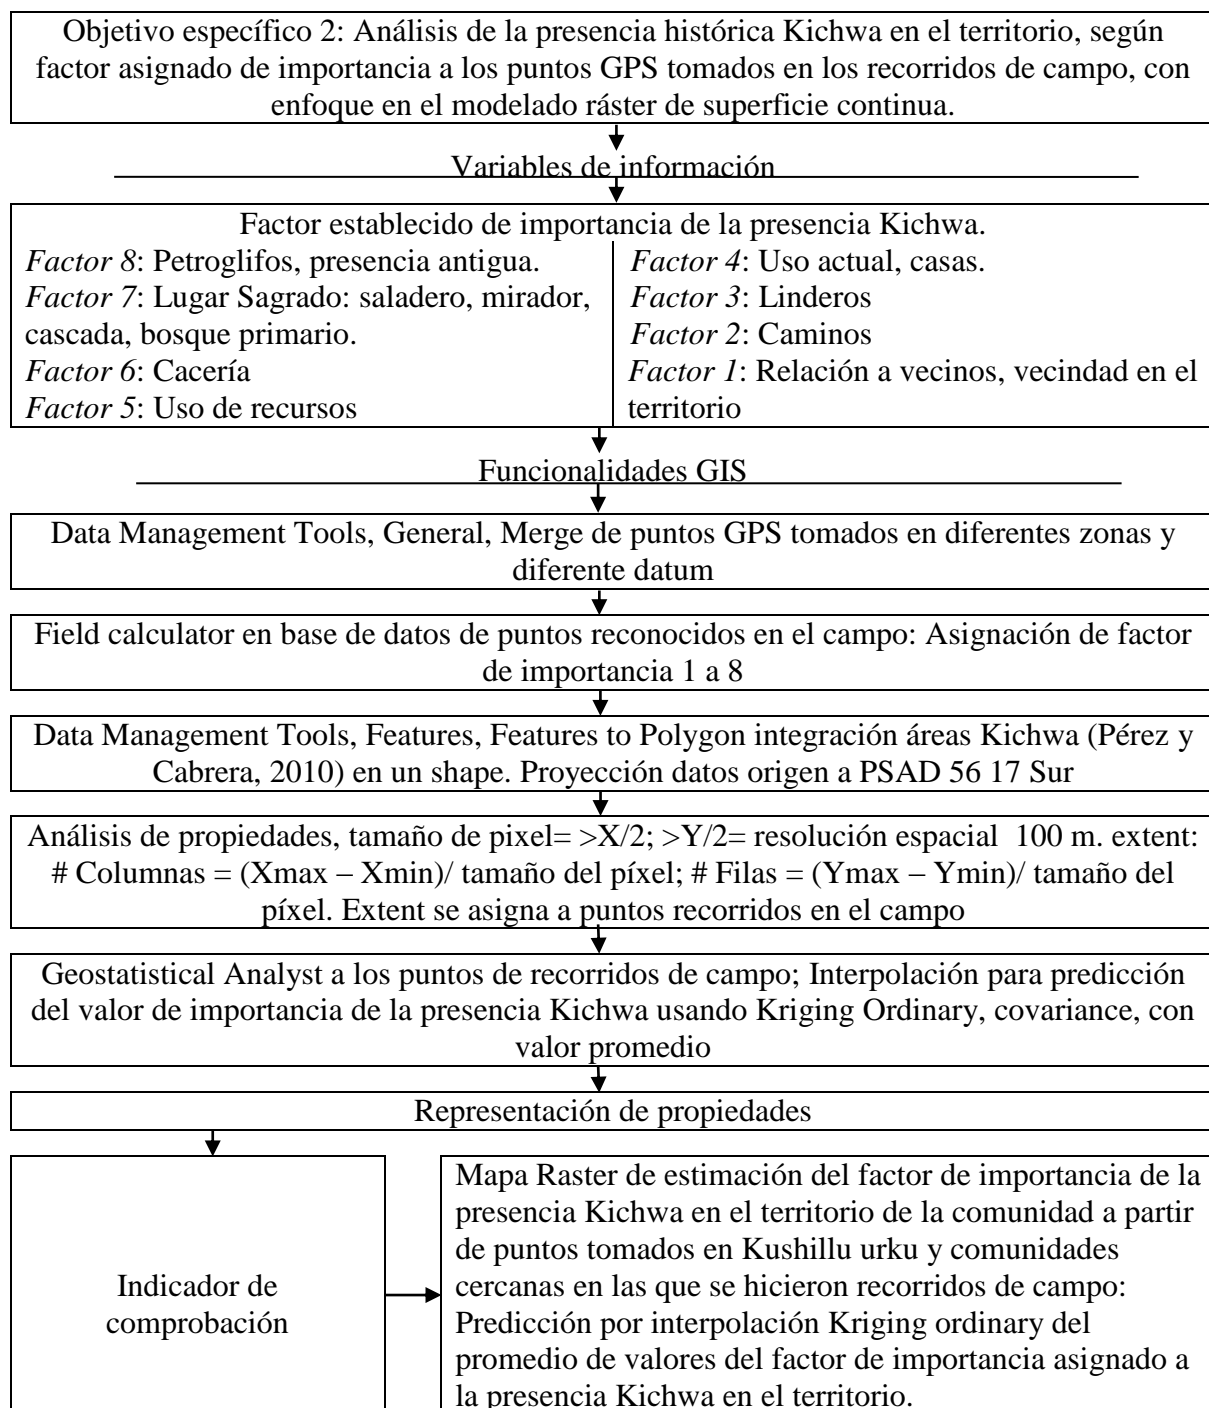 Objetivo específico 2: Análisis de la presencia histórica Kichwa en el territorio, según
factor asignado de importancia a los puntos GPS tomados en los recorridos de campo, con
enfoque en el modelado ráster de superficie continua.
Variables de información
Factor establecido de importancia de la presencia Kichwa.
Factor 8: Petroglifos, presencia antigua.
Factor 7: Lugar Sagrado: saladero, mirador,
cascada, bosque primario.
Factor 6: Cacería
Factor 5: Uso de recursos
Factor 4: Uso actual, casas.
Factor 3: Linderos
Factor 2: Caminos
Factor 1: Relación a vecinos, vecindad en el
territorio
Funcionalidades GIS
Data Management Tools, General, Merge de puntos GPS tomados en diferentes zonas y
diferente datum
Field calculator en base de datos de puntos reconocidos en el campo: Asignación de factor
de importancia 1 a 8
Data Management Tools, Features, Features to Polygon integración áreas Kichwa (Pérez y
Cabrera, 2010) en un shape. Proyección datos origen a PSAD 56 17 Sur
Análisis de propiedades, tamaño de pixel= >X/2; >Y/2= resolución espacial 100 m. extent:
# Columnas = (Xmax – Xmin)/ tamaño del píxel; # Filas = (Ymax – Ymin)/ tamaño del
píxel. Extent se asigna a puntos recorridos en el campo
Geostatistical Analyst a los puntos de recorridos de campo; Interpolación para predicción
del valor de importancia de la presencia Kichwa usando Kriging Ordinary, covariance, con
valor promedio
Representación de propiedades
Indicador de
comprobación
Mapa Raster de estimación del factor de importancia de la
presencia Kichwa en el territorio de la comunidad a partir
de puntos tomados en Kushillu urku y comunidades
cercanas en las que se hicieron recorridos de campo:
Predicción por interpolación Kriging ordinary del
promedio de valores del factor de importancia asignado a
la presencia Kichwa en el territorio.